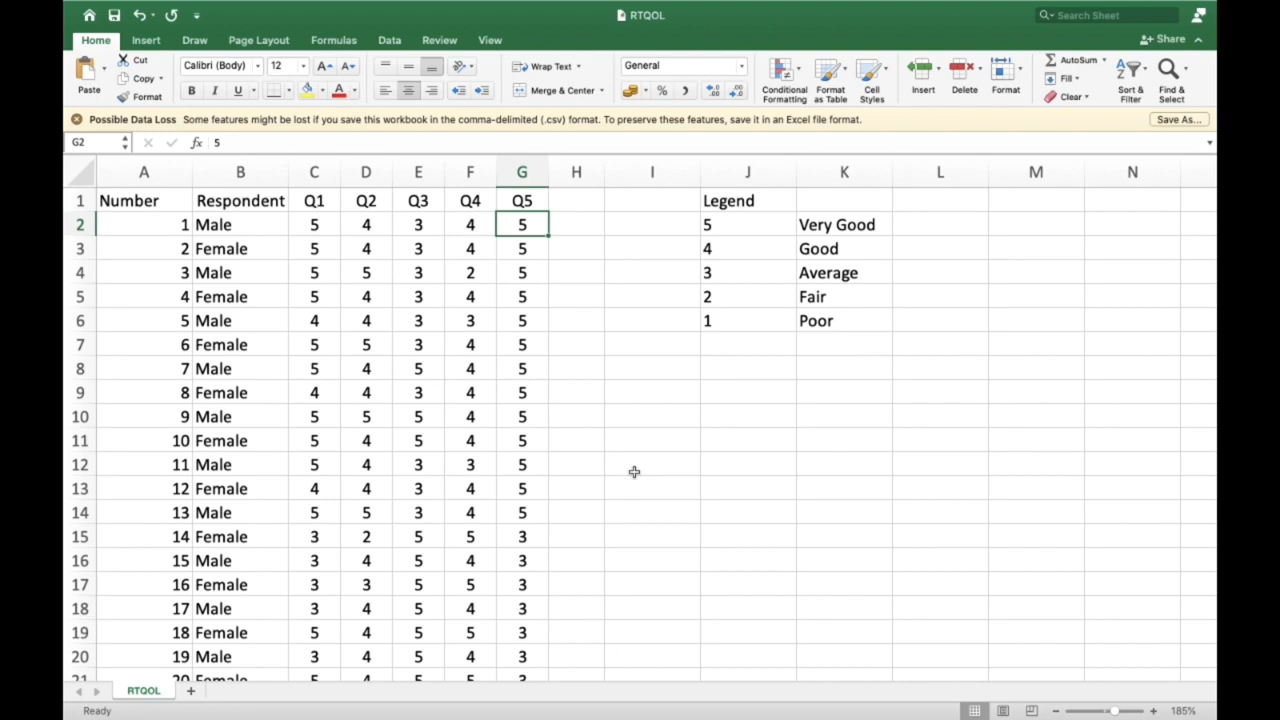 RTQOL
Search Sheet
Home Insert Draw Page Layout Formulas Data Review View
Share
Paste
Cut
Copy
Format
Calibri (Body) 12
B I U
Wrap Text
Merge & Center
General
Conditional Formatting
Format as Table
Cell Styles
Insert
Delete
Format
AutoSum
Fill
Clear
Sort & Filter
Find & Select
Possible Data Loss Some features might be lost if you save this workbook in the comma-delimited (.csv) format. To preserve these features, save it in an Excel file format. Save As...
G2 fx 5
A B C D E F G H I J K L M N
1 Number Respondent Q1 Q2 Q3 Q4 Q5 Legend
2 1 Male 5 4 3 4 5 5 Very Good
3 2 Female 5 4 3 4 5 4 Good
4 3 Male 5 5 3 2 5 3 Average
5 4 Female 5 4 3 4 5 2 Fair
6 5 Male 4 4 3 3 5 1 Poor
7 6 Female 5 5 3 4 5
8 7 Male 5 4 5 4 5
9 8 Female 4 4 3 4 5
10 9 Male 5 5 5 4 5
11 10 Female 5 4 5 4 5
12 11 Male 5 4 3 3 5
13 12 Female 4 4 3 4 5
14 13 Male 5 5 3 4 5
15 14 Female 3 2 5 5 3
16 15 Male 3 4 5 4 3
17 16 Female 3 3 5 5 3
18 17 Male 3 4 5 4 3
19 18 Female 5 4 5 5 3
20 19 Male 3 4 5 4 3
21 20 Female 5 4 5 5 3
RTQOL
Ready 185%